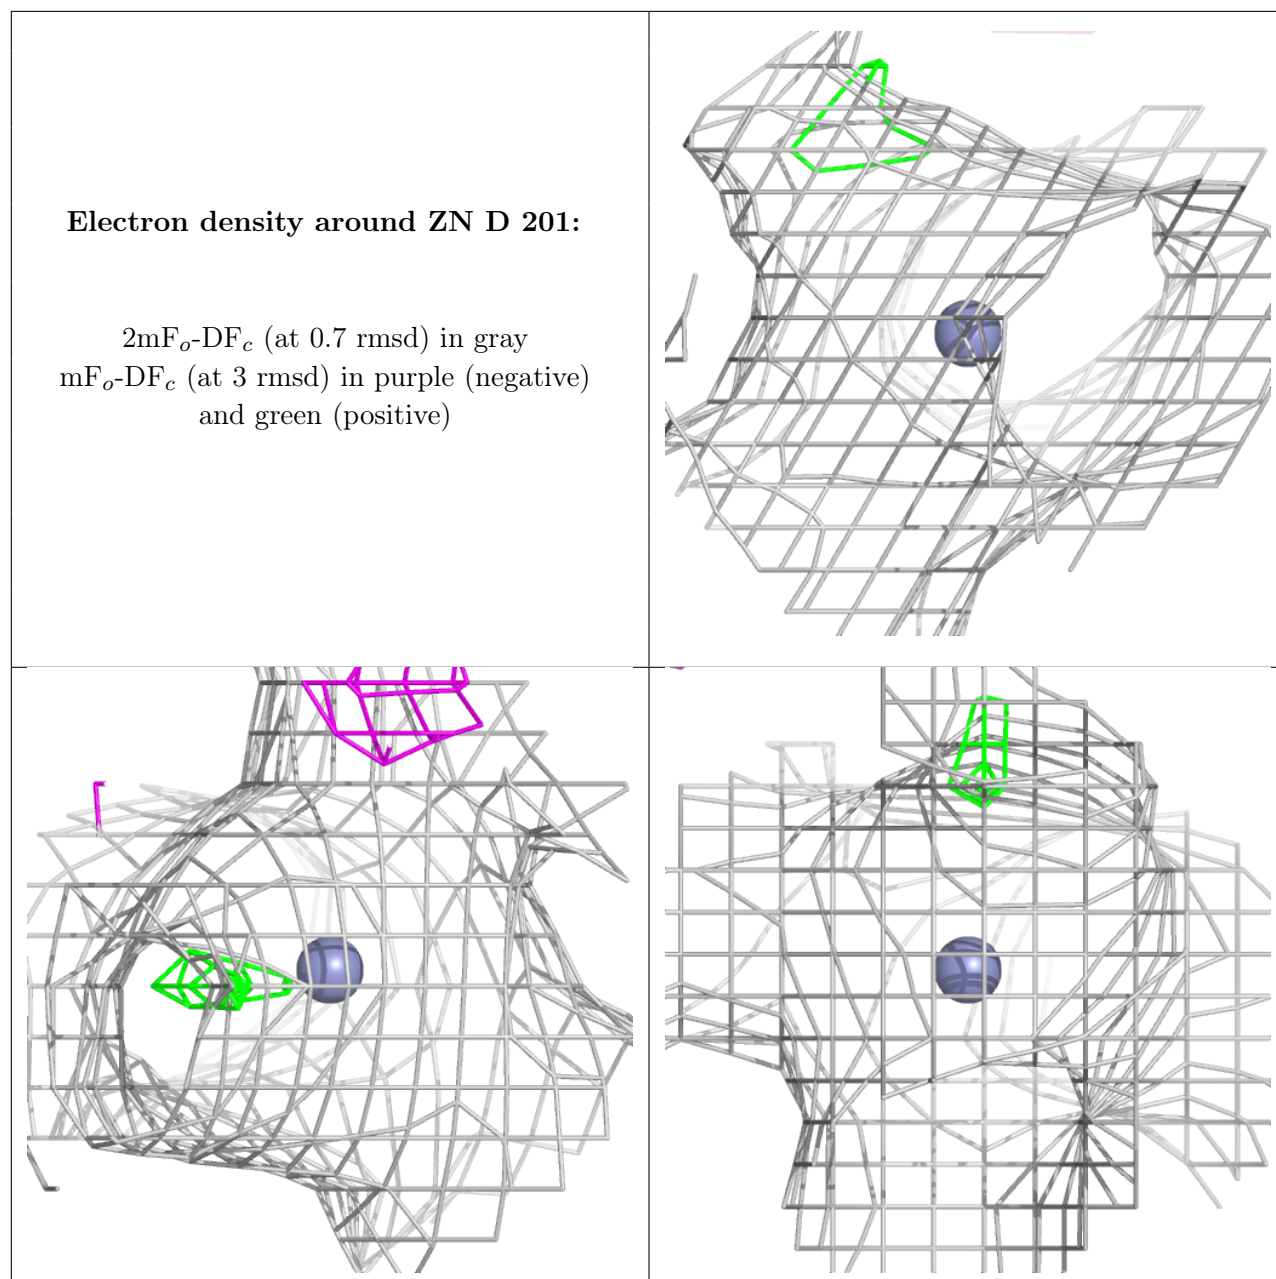 Electron density around ZN D 201:
2mFo-DFc (at 0.7 rmsd) in gray
mFo-DFc (at 3 rmsd) in purple (negative)
and green (positive)